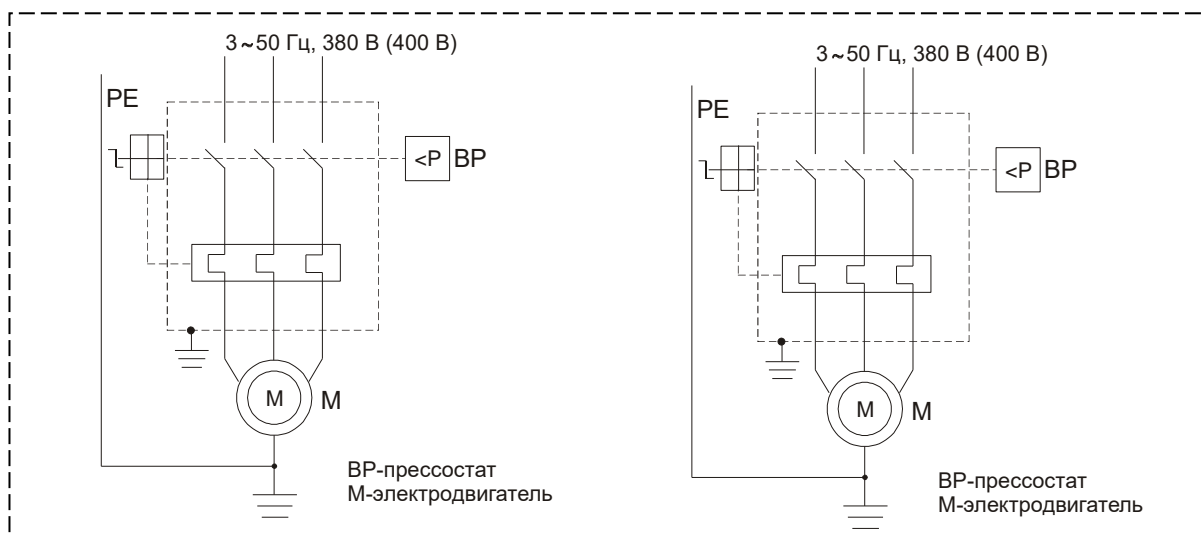 3~50 Гц, 380 В (400 В)
PE
<P BP
M M
BP-прессостат
М-электродвигатель
3~50 Гц, 380 В (400 В)
PE
<P BP
M M
BP-прессостат
М-электродвигатель